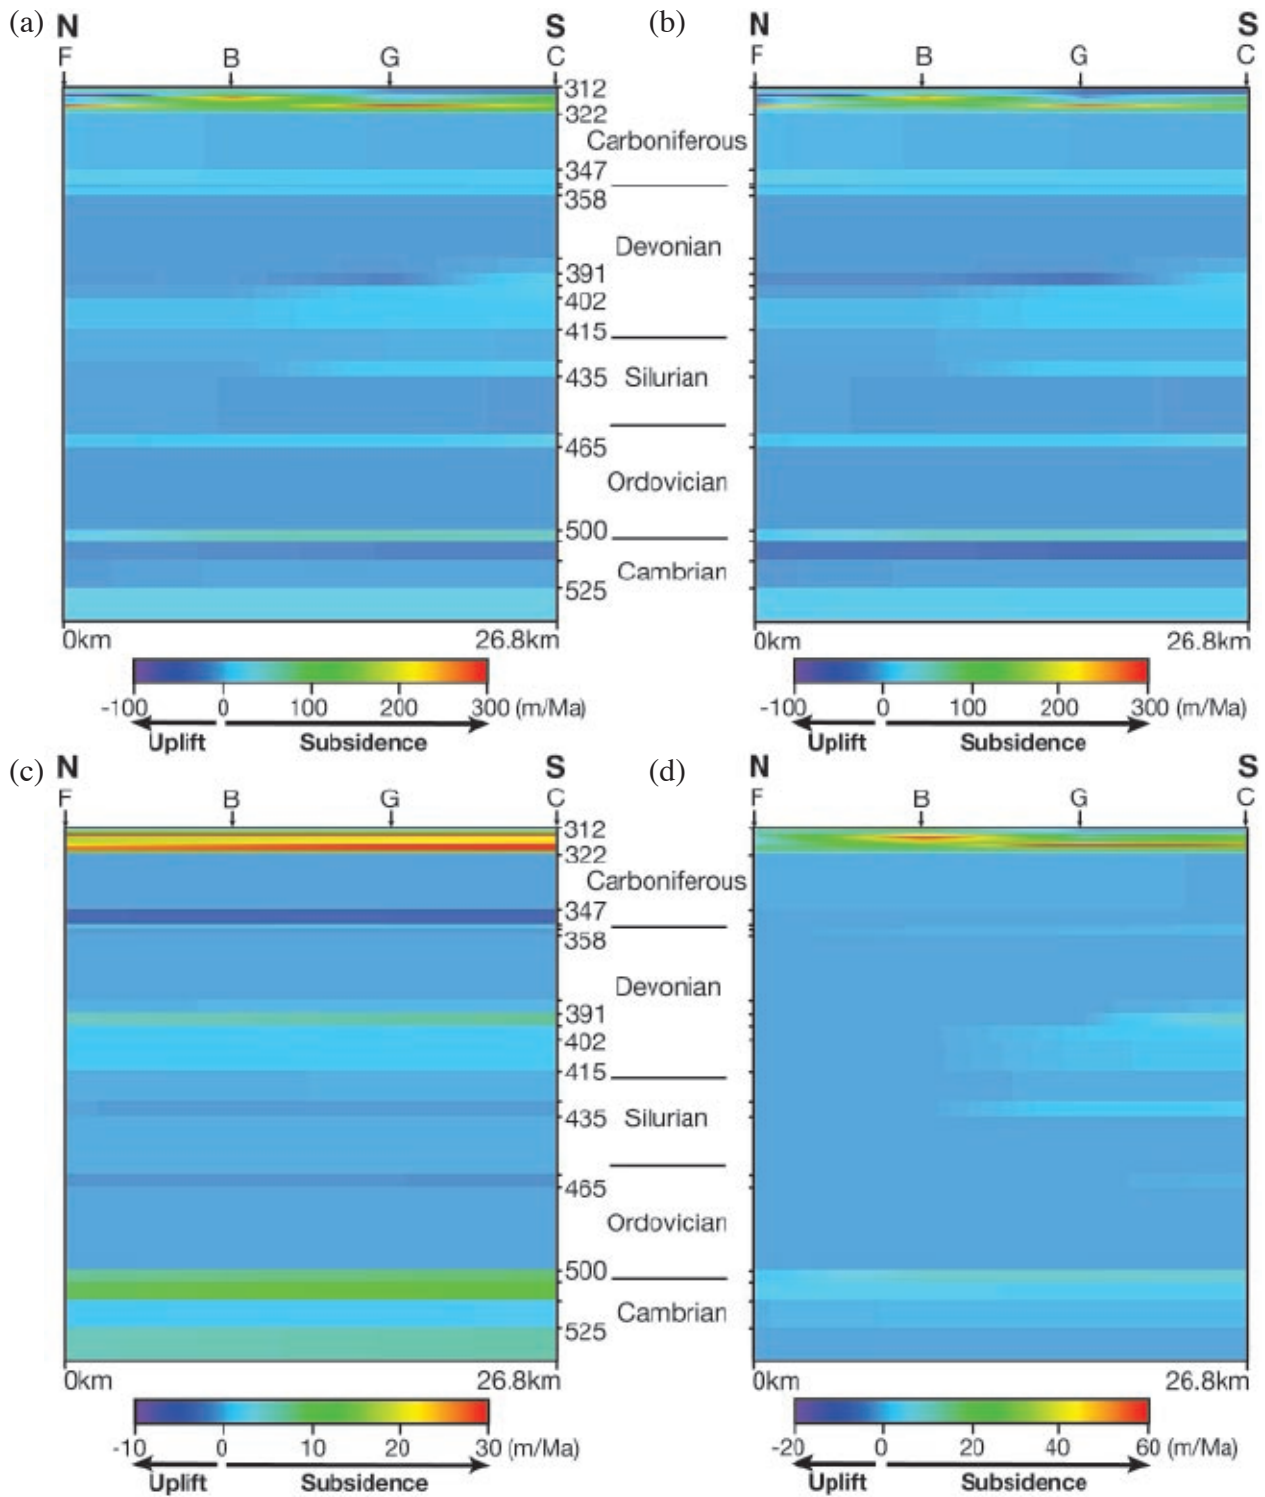 (a) N S (b) N S
F B G C F B G C
312
322
Carboniferous
347
358
Devonian
391
402
415
435 Silurian
465
Ordovician
500
Cambrian
525
0km 26.8km 0km 26.8km
-100 0 100 200 300 (m/Ma) -100 0 100 200 300 (m/Ma)
Uplift Subsidence Uplift Subsidence
(c) N S (d) N S
F B G C F B G C
312
322
Carboniferous
347
358
Devonian
391
402
415
435 Silurian
465
Ordovician
500
Cambrian
525
0km 26.8km 0km 26.8km
-10 0 10 20 30 (m/Ma) -20 0 20 40 60 (m/Ma)
Uplift Subsidence Uplift Subsidence